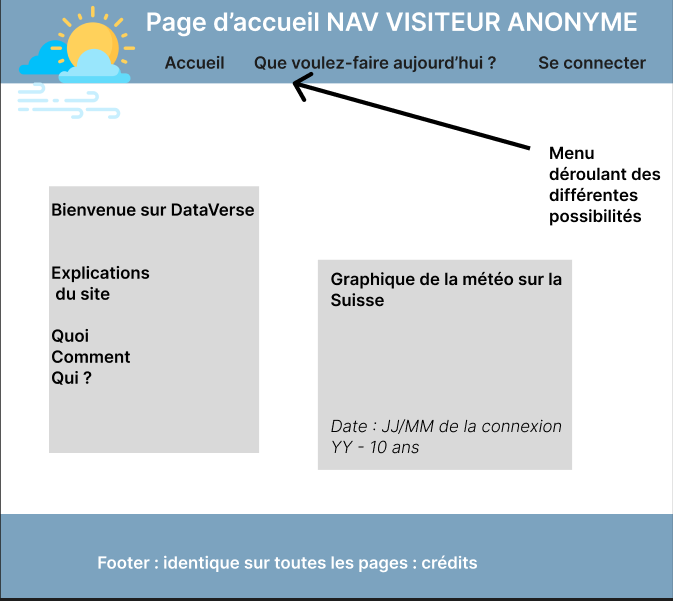 Page d'accueil NAV VISITEUR ANONYME
Accueil
Que voulez-faire aujourd'hui ?
Se connecter
Menu
déroulant des
différentes
possibilités
Bienvenue sur DataVerse
Explications
du site
Quoi
Comment
Qui ?
Graphique de la météo sur la
Suisse
Date : JJ/MM de la connexion
YY - 10 ans
Footer : identique sur toutes les pages : crédits